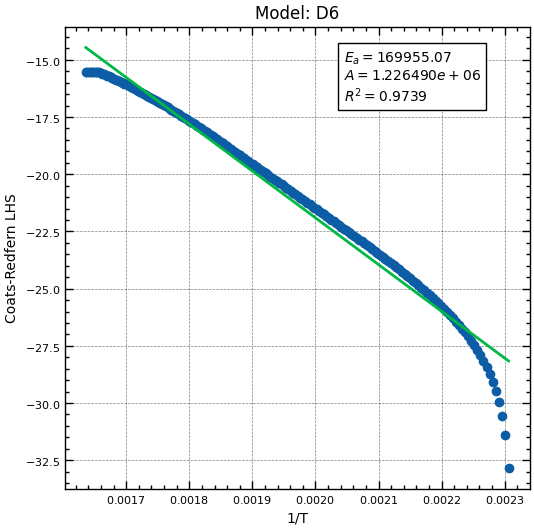 Model: D6
−15.0
−17.5
−20.0
−22.5
−25.0
−27.5
−30.0
−32.5
Coats-Redfern LHS
Eₐ = 169955.07
A = 1.226490e + 06
R² = 0.9739
0.0017 0.0018 0.0019 0.0020 0.0021 0.0022 0.0023
1/T